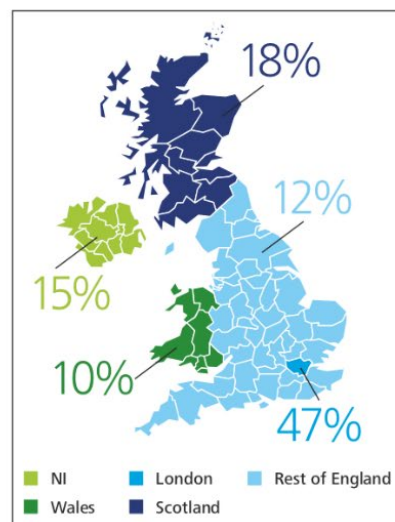 18%
12%
15%
10%
47%
NI
London
Rest of England
Wales
Scotland